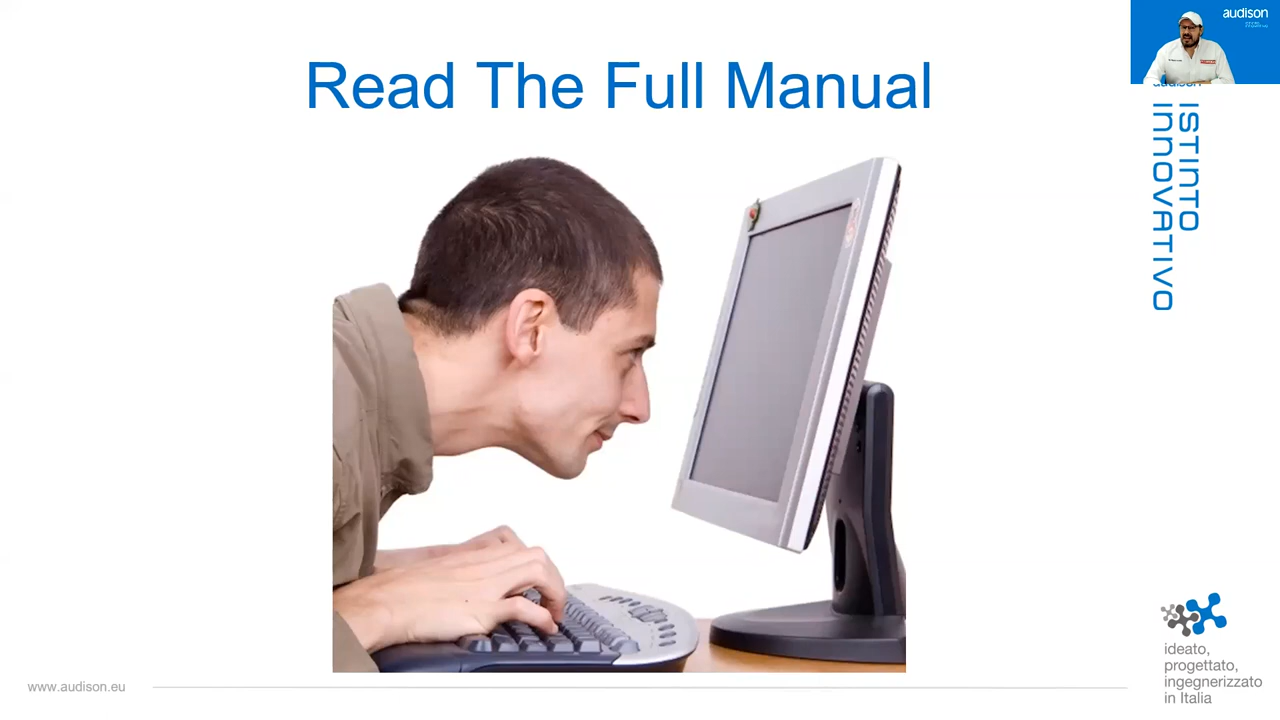 Read The Full Manual
audison
ISTINTO
INNOVATIVO
ideato,
progettato,
ingegnerizzato
in Italia
www.audison.eu